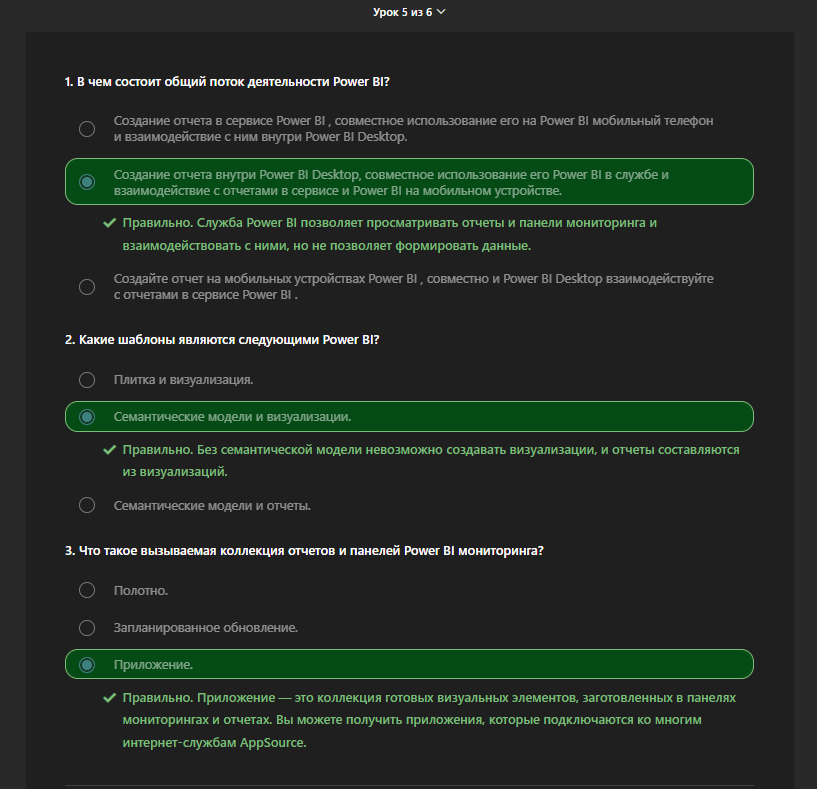 Урок 5 из 6
1. В чем состоит общий поток деятельности Power BI?
Создание отчета в сервисе Power BI , совместное использование его на Power BI мобильный телефон
и взаимодействие с ним внутри Power BI Desktop.
Создание отчета внутри Power BI Desktop, совместное использование его Power BI в службе и
взаимодействие с отчетами в сервисе и Power BI на мобильном устройстве.
Правильно. Служба Power BI позволяет просматривать отчеты и панели мониторинга и
взаимодействовать с ними, но не позволяет формировать данные.
Создайте отчет на мобильных устройствах Power BI , совместно и Power BI Desktop взаимодействуйте
с отчетами в сервисе Power BI .
2. Какие шаблоны являются следующими Power BI?
Плитка и визуализация.
Семантические модели и визуализации.
Правильно. Без семантической модели невозможно создавать визуализации, и отчеты составляются
из визуализаций.
Семантические модели и отчеты.
3. Что такое вызываемая коллекция отчетов и панелей Power BI мониторинга?
Полотно.
Запланированное обновление.
Приложение.
Правильно. Приложение — это коллекция готовых визуальных элементов, заготовленных в панелях
мониторингах и отчетах. Вы можете получить приложения, которые подключаются ко многим
интернет-службам AppSource.